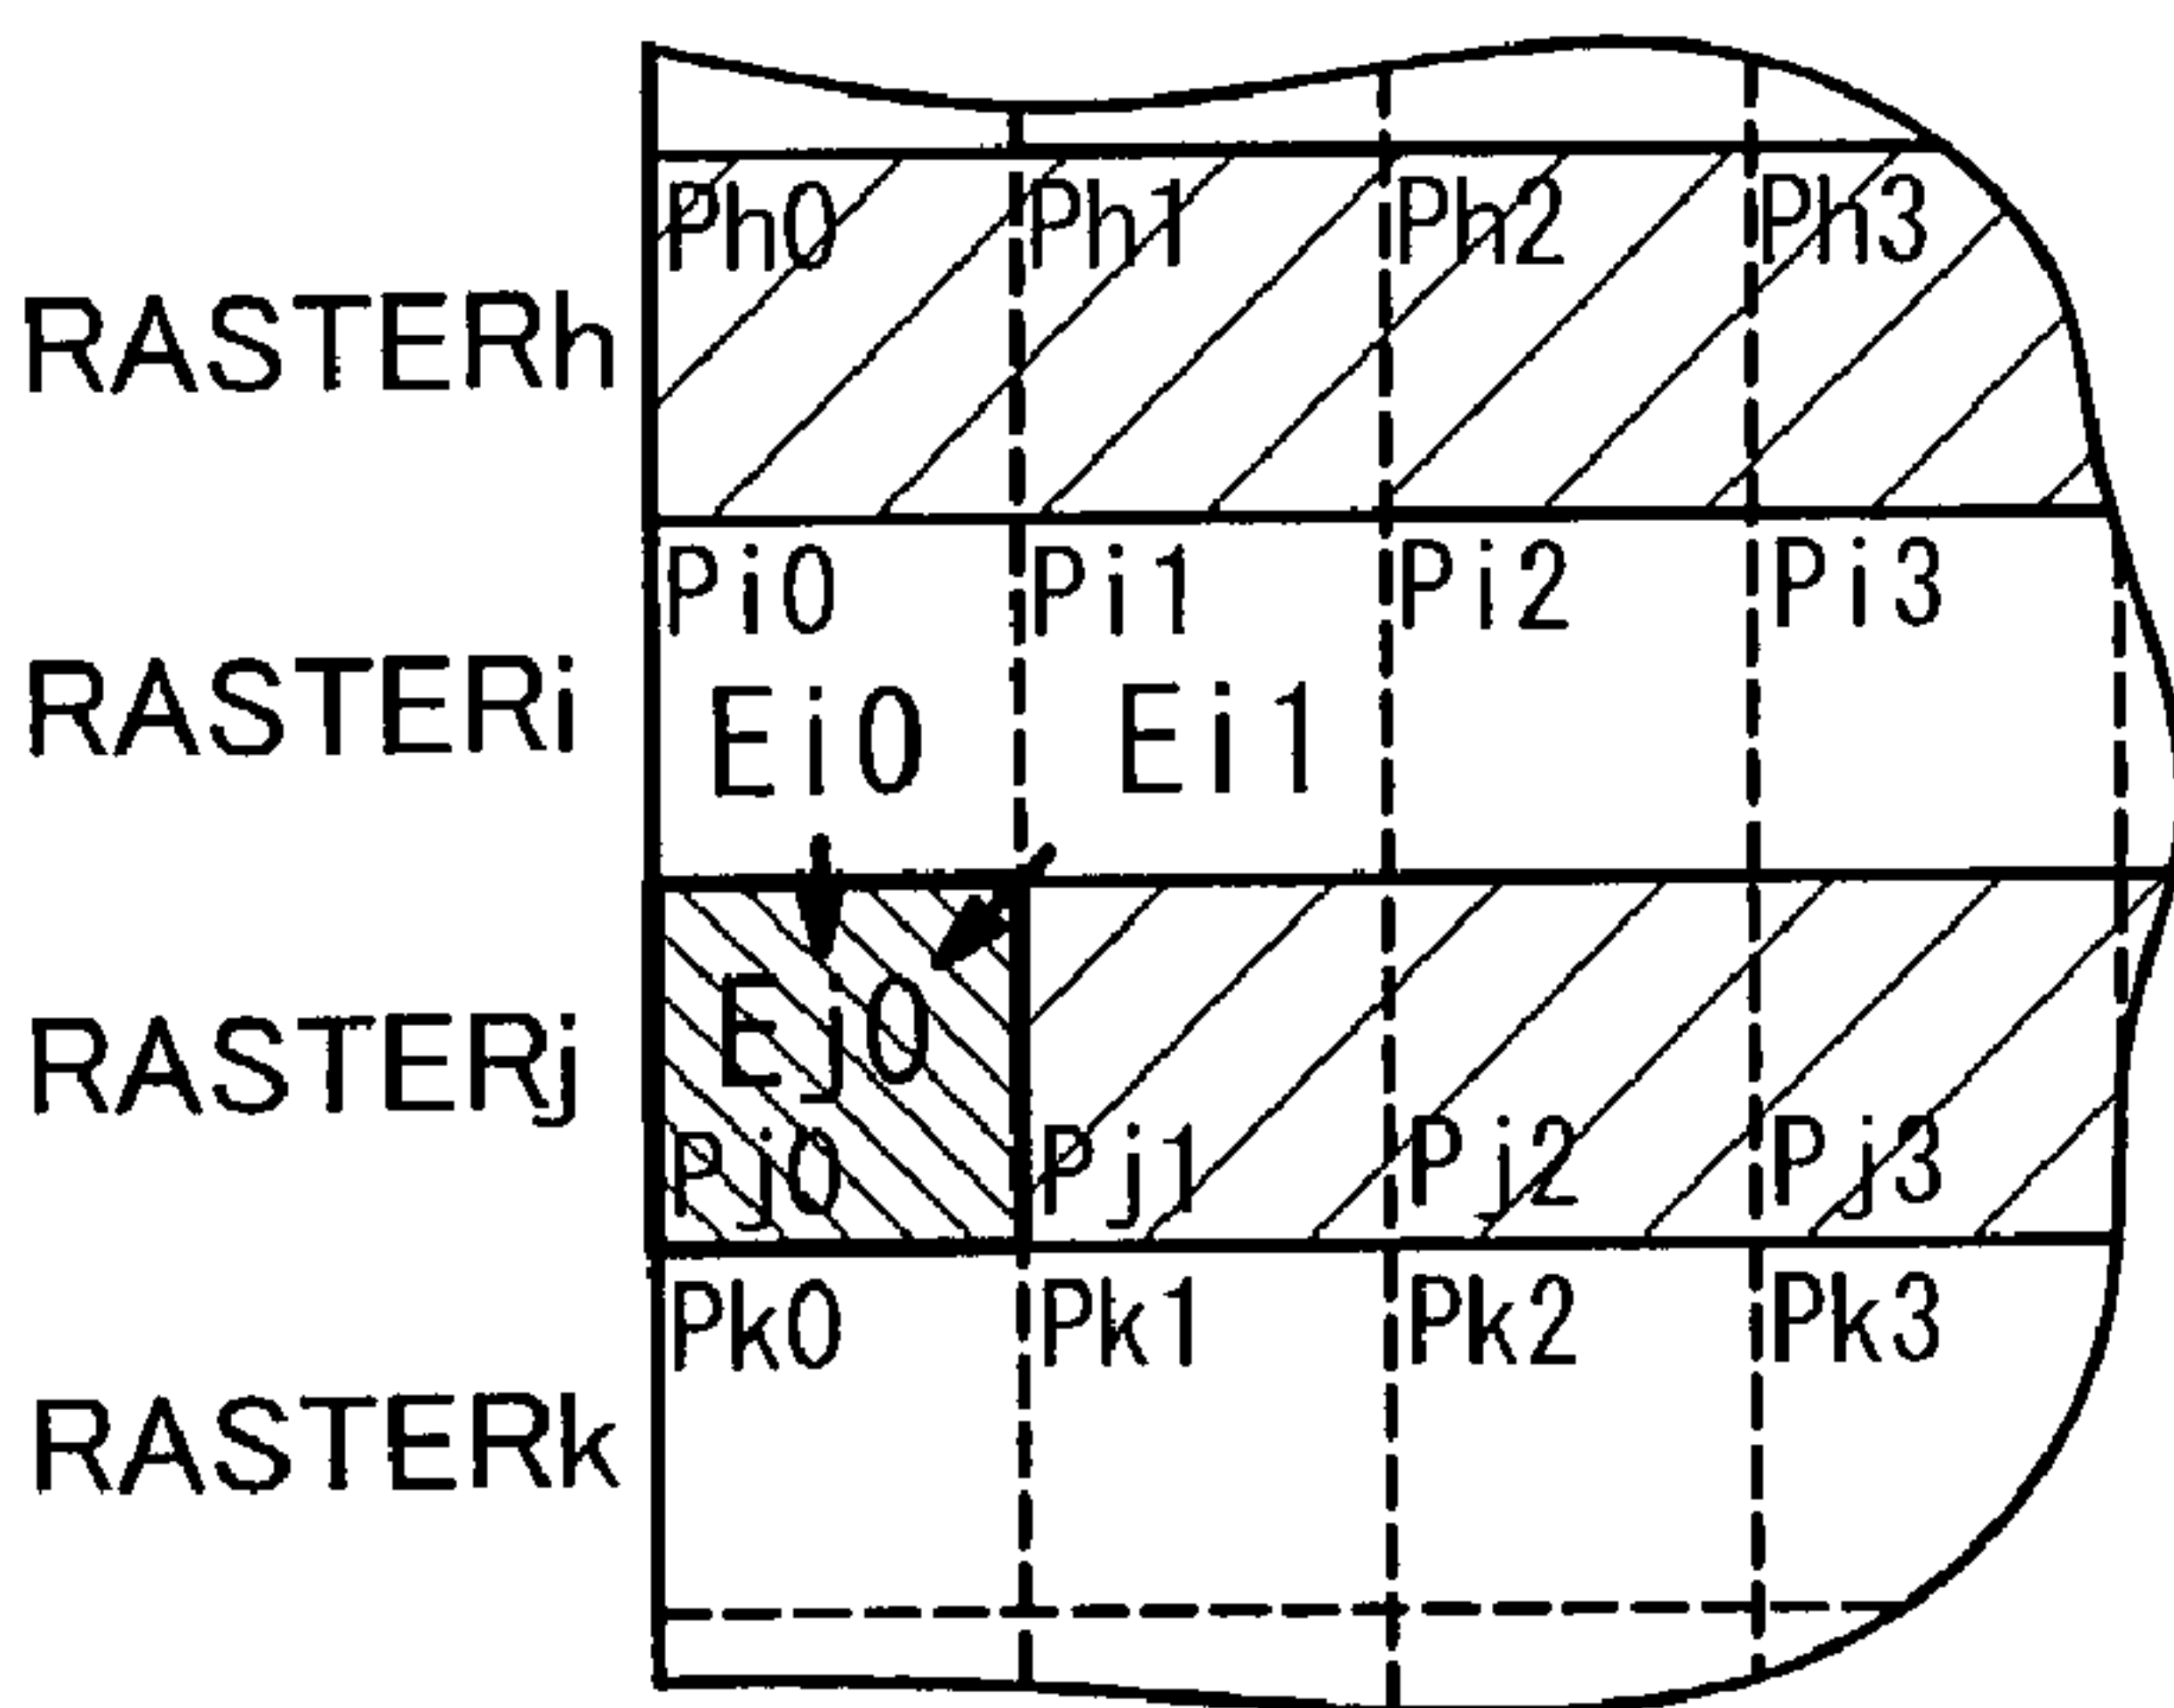 Ph0 Ph1 Ph2 Ph3
RASTERh
Pi0 Pi1 Pi2 Pi3
RASTERi
Ei0 Ei1
Ej0
RASTERj
Pj0 Pj1 Pj2 Pj3
Pk0 Pk1 Pk2 Pk3
RASTERk